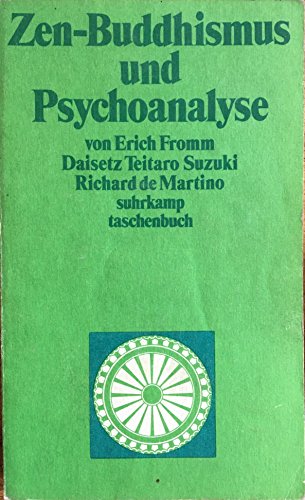 Zen-Buddhismus
und
Psychoanalyse
von Erich Fromm
Daisetz Teitaro Suzuki
Richard de Martino
suhrkamp
taschenbuch